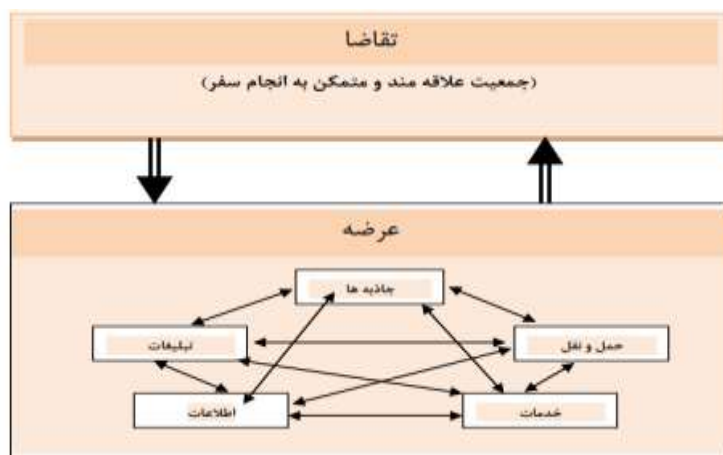 تقاضا
(جمعیت علاقه مند و متمکن به انجام سفر)
عرضه
جاذبه ها
حمل و نقل
تبلیغات
خدمات
اطلاعات